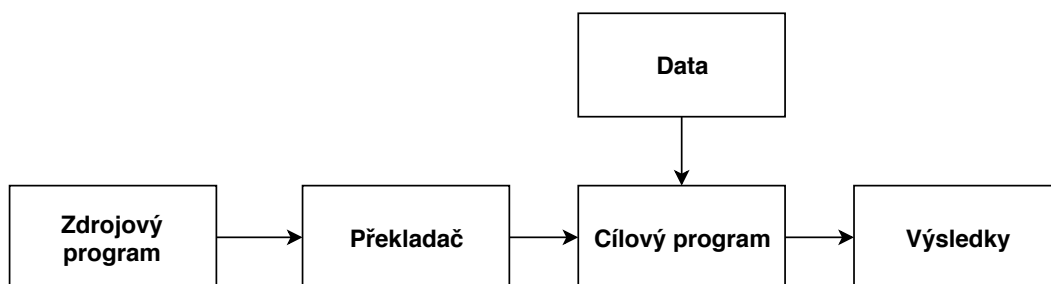 Data
Zdrojový
program
Překladač
Cílový program
Výsledky